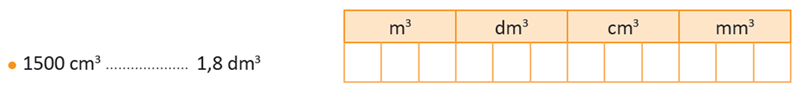 m³ dm³ cm³ mm³
• 1500 cm³ .................... 1,8 dm³